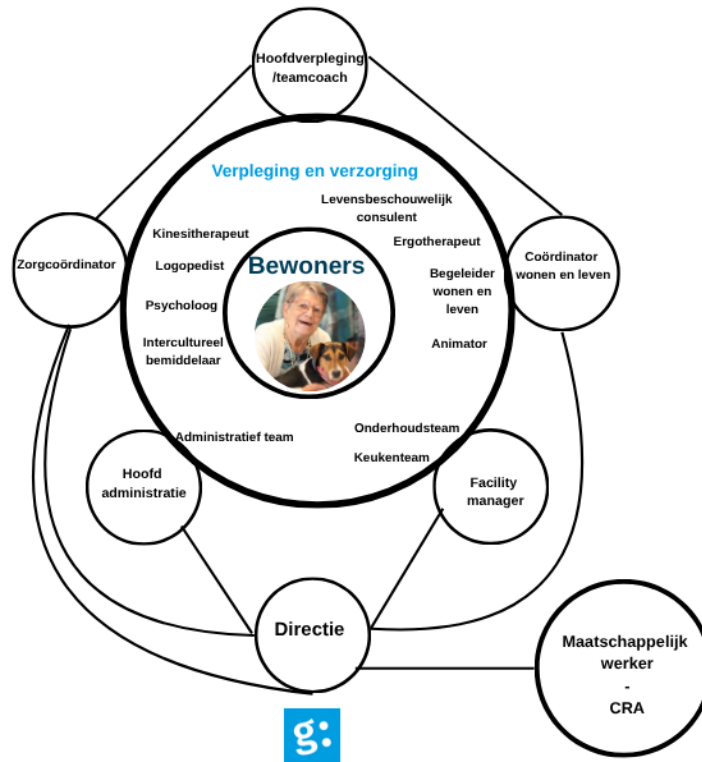 Hoofdverpleging
/teamcoach
Verpleging en verzorging
Levensbeschouwelijk
consulent
Kinesitherapeut
Ergotherapeut
Zorgcoördinator
Logopedist
Bewoners
Coördinator
wonen en leven
Begeleider
wonen en
leven
Psycholoog
Intercultureel
bemiddelaar
Animator
Administratief team
Onderhoudsteam
Keukenteam
Hoofd
administratie
Facility
manager
Directie
Maatschappelijk
werker
-
CRA
g: